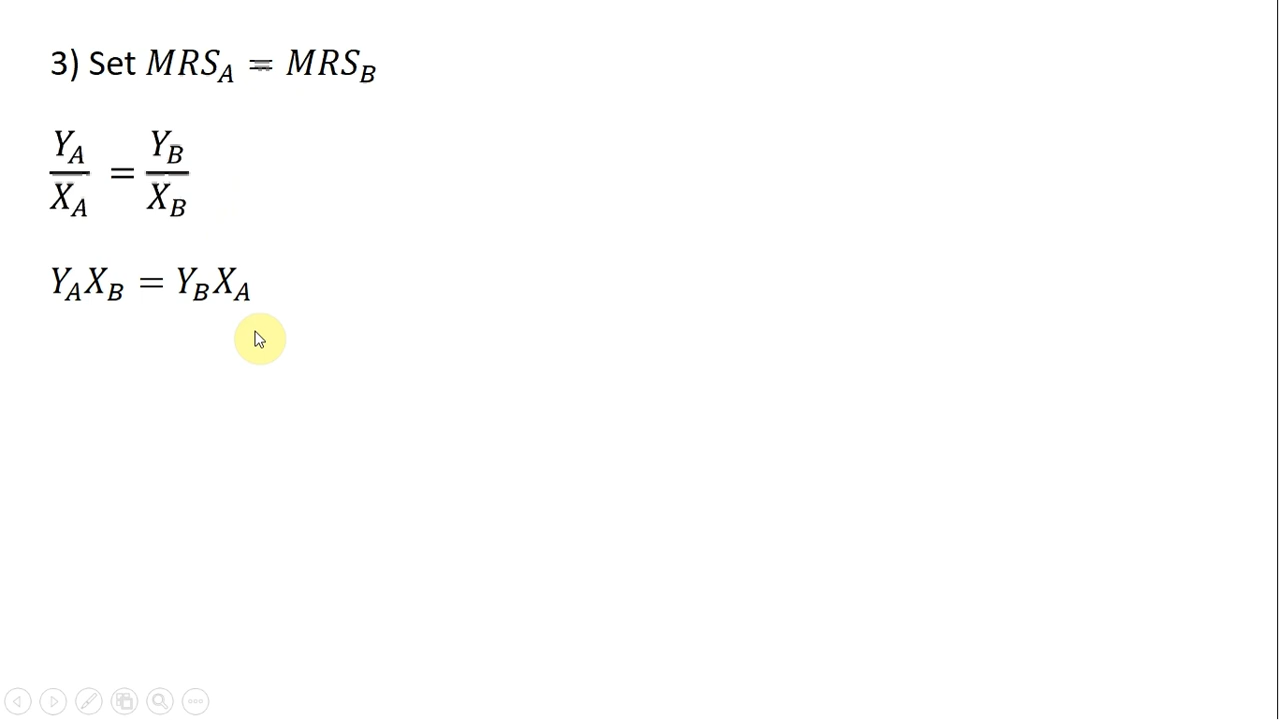 3) Set MRS_A = MRS_B
Y_A/X_A = Y_B/X_B
Y_A X_B = Y_B X_A